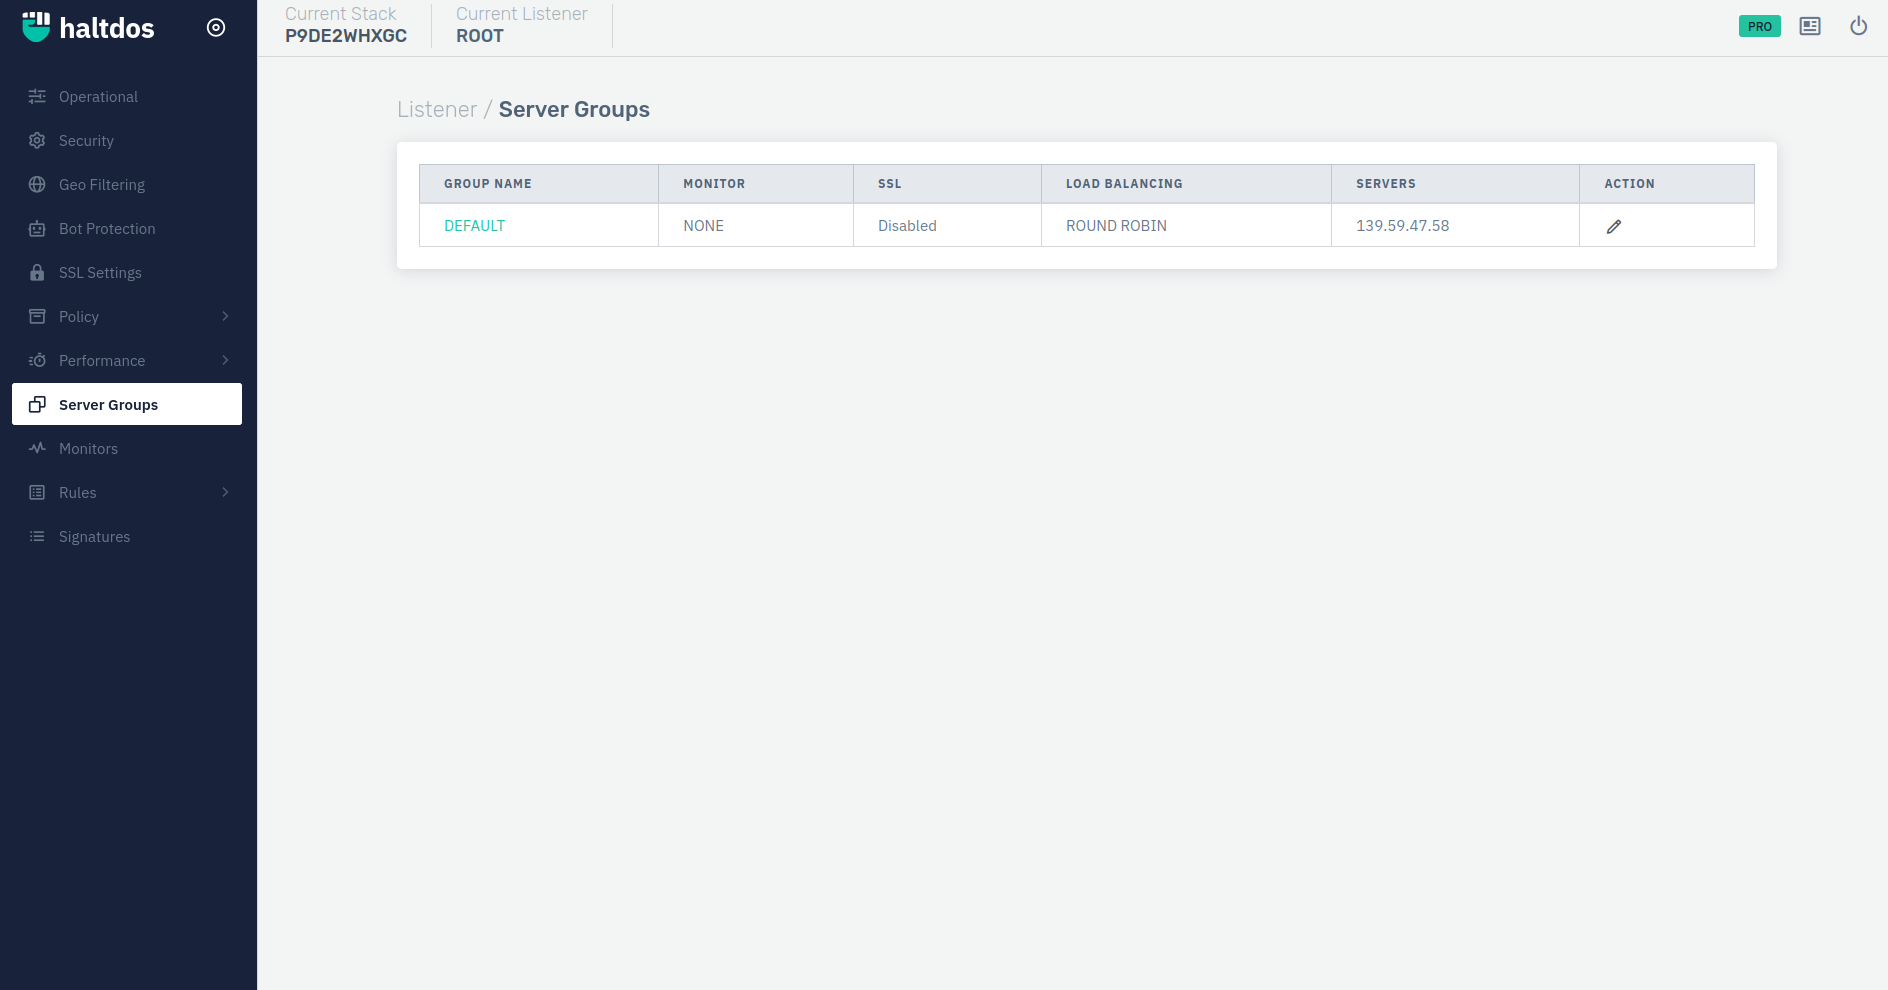 haltdos
Current Stack
P9DE2WHXGC
Current Listener
ROOT
PRO
Operational
Security
Geo Filtering
Bot Protection
SSL Settings
Policy
Performance
Server Groups
Monitors
Rules
Signatures
Listener / Server Groups
GROUP NAME MONITOR SSL LOAD BALANCING SERVERS ACTION
DEFAULT NONE Disabled ROUND ROBIN 139.59.47.58